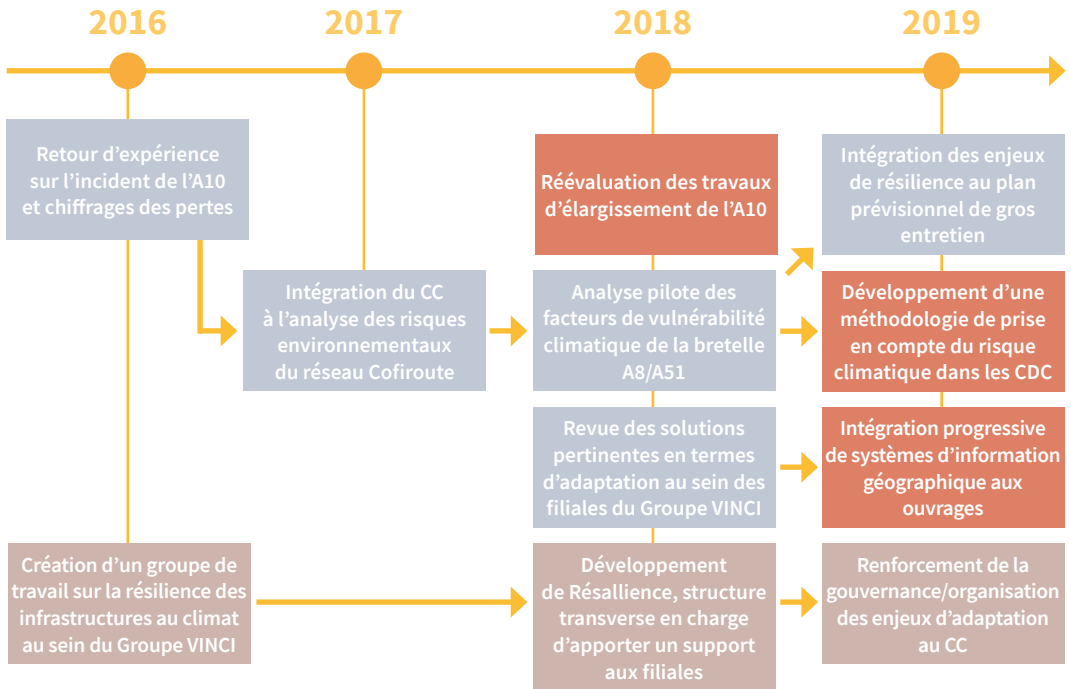 2016
2017
2018
2019
Retour d’expérience
sur l’incident de l’A10
et chiffrages des pertes
Création d’un groupe de
travail sur la résilience des
infrastructures au climat
au sein du Groupe VINCI
Intégration du CC
à l’analyse des risques
environnementaux
du réseau Cofiroute
Réévaluation des travaux
d’élargissement de l’A10
Analyse pilote des
facteurs de vulnérabilité
climatique de la bretelle
A8/A51
Revue des solutions
pertinentes en termes
d’adaptation au sein des
filiales du Groupe VINCI
Développement
de Résallience, structure
transverse en charge
d’apporter un support
aux filiales
Intégration des enjeux
de résilience au plan
prévisionnel de gros
entretien
Développement d’une
méthodologie de prise
en compte du risque
climatique dans les CDC
Intégration progressive
de systèmes d’information
géographique aux
ouvrages
Renforcement de la
gouvernance/organisation
des enjeux d’adaptation
au CC